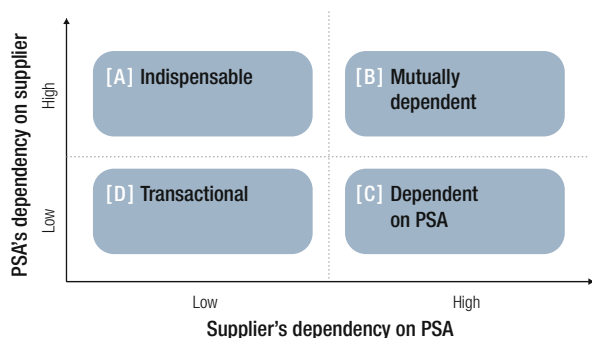 PSA's dependency on supplier
High
Low
[A] Indispensable
[B] Mutually
dependent
[D] Transactional
[C] Dependent
on PSA
Low
High
Supplier's dependency on PSA